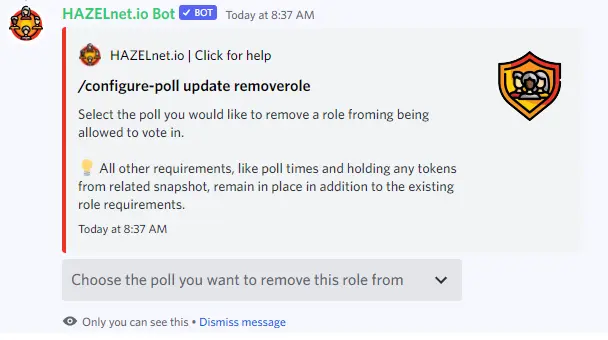 HAZELnet.io Bot ✓ BOT Today at 8:37 AM
HAZELnet.io | Click for help
/configure-poll update removerole
Select the poll you would like to remove a role froming being
allowed to vote in.
💡 All other requirements, like poll times and holding any tokens
from related snapshot, remain in place in addition to the existing
role requirements.
Today at 8:37 AM
Choose the poll you want to remove this role from
Only you can see this • Dismiss message